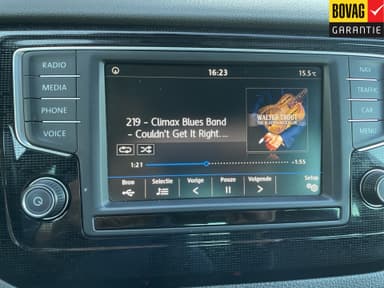 BOVAG
GARANTIE
RADIO
MEDIA
PHONE
VOICE
16:23
15.5°C
219 - Climax Blues Band
- Couldn't Get It Right....
WALTER TROUT
1:21
-1:55
Bron
Selectie
Vorige
Pauze
Volgende
Setup
NAV
TRAFFIC
CAR
MENU